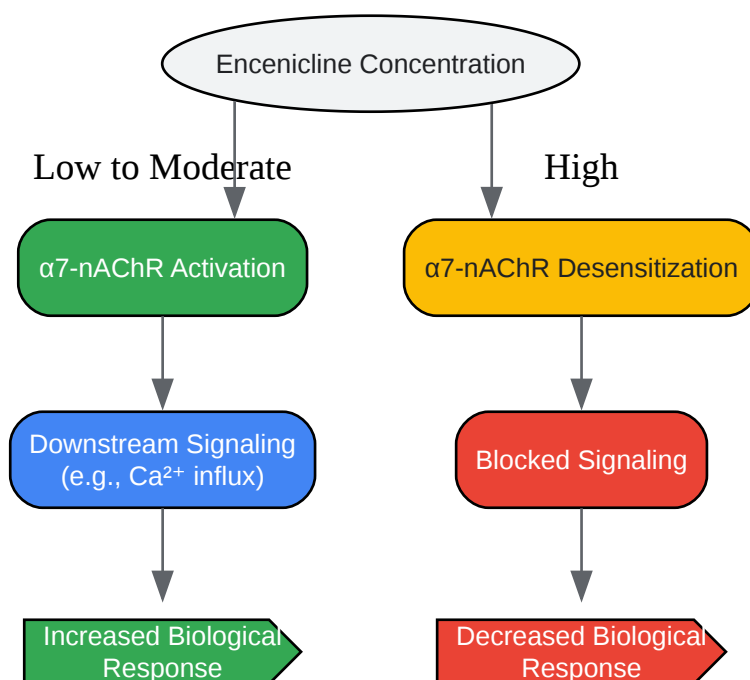 Encenicline Concentration
Low to Moderate
High
α7-nAChR Activation
α7-nAChR Desensitization
Downstream Signaling
(e.g., Ca²⁺ influx)
Blocked Signaling
Increased Biological
Response
Decreased Biological
Response